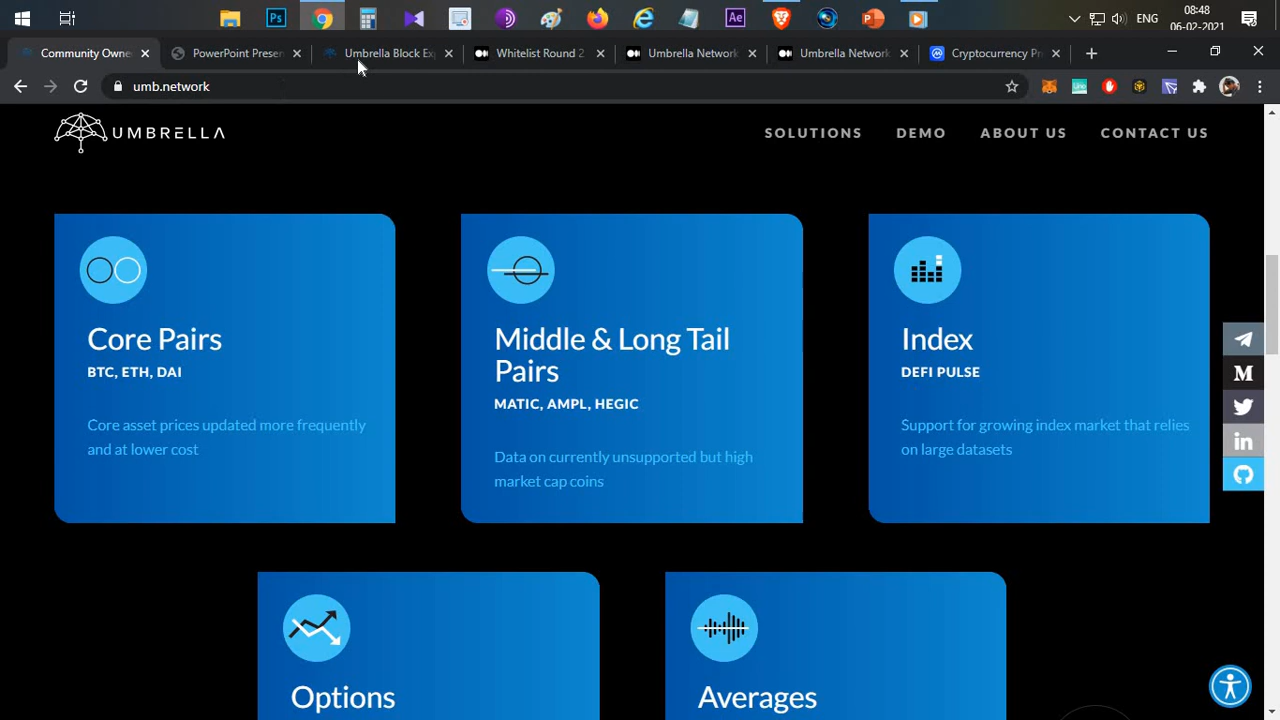 ENG
08:48
06-02-2021
Community Owne
PowerPoint Presen
Umbrella Block Exp
Whitelist Round 2
Umbrella Network
Umbrella Network
Cryptocurrency Pr
umb.network
UMBRELLA
SOLUTIONS DEMO ABOUT US CONTACT US
Core Pairs
BTC, ETH, DAI
Core asset prices updated more frequently
and at lower cost
Middle & Long Tail
Pairs
MATIC, AMPL, HEGIC
Data on currently unsupported but high
market cap coins
Index
DEFI PULSE
Support for growing index market that relies
on large datasets
Options
Averages